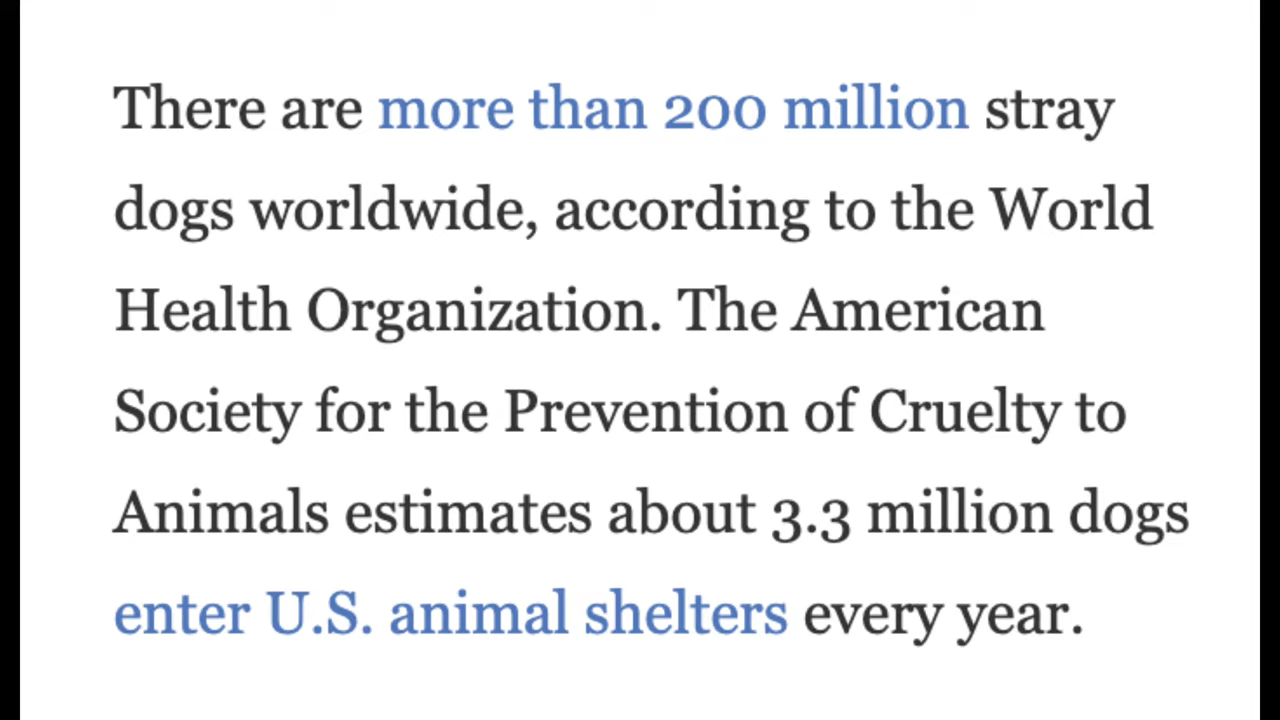 There are more than 200 million stray
dogs worldwide, according to the World
Health Organization. The American
Society for the Prevention of Cruelty to
Animals estimates about 3.3 million dogs
enter U.S. animal shelters every year.